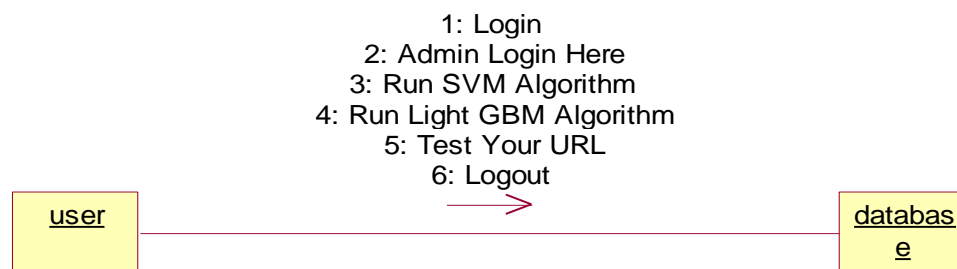 1: Login
2: Admin Login Here
3: Run SVM Algorithm
4: Run Light GBM Algorithm
5: Test Your URL
6: Logout
user
databas
e